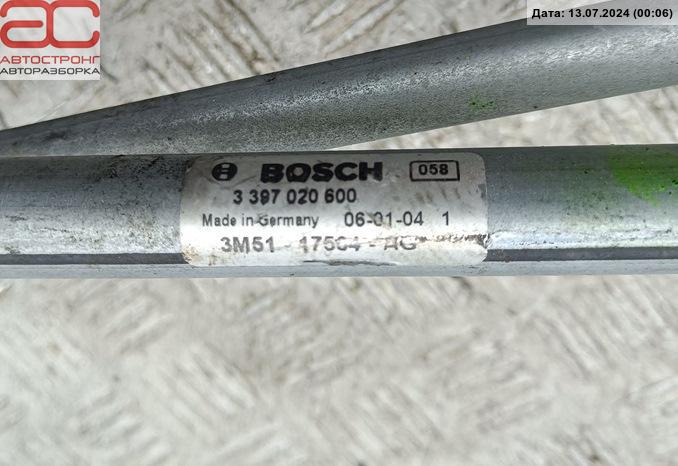 Дата: 13.07.2024 (00:06)
АС
АВТОСТРОНГ
АВТОРАЗБОРКА
BOSCH 058
3 397 020 600
Made in Germany 06-01-04 1
3M51 -